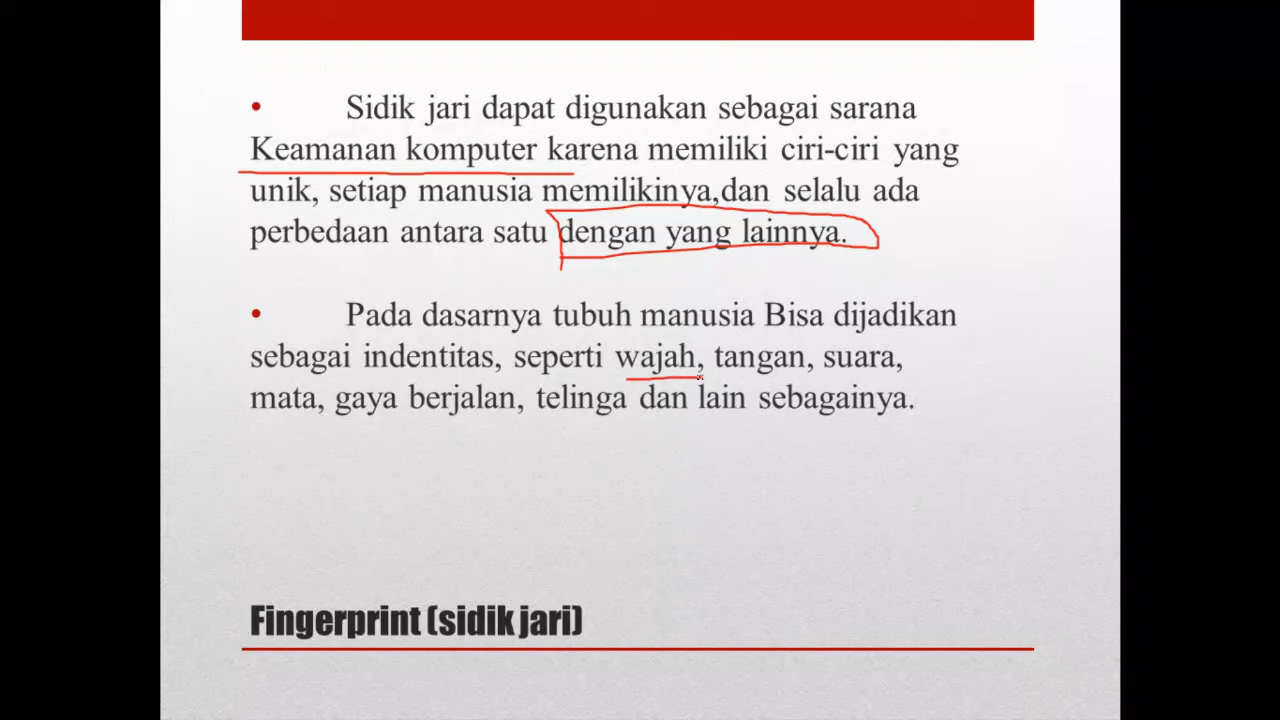 • Sidik jari dapat digunakan sebagai sarana
Keamanan komputer karena memiliki ciri-ciri yang
unik, setiap manusia memilikinya,dan selalu ada
perbedaan antara satu dengan yang lainnya.
• Pada dasarnya tubuh manusia Bisa dijadikan
sebagai indentitas, seperti wajah, tangan, suara,
mata, gaya berjalan, telinga dan lain sebagainya.
Fingerprint (sidik jari)